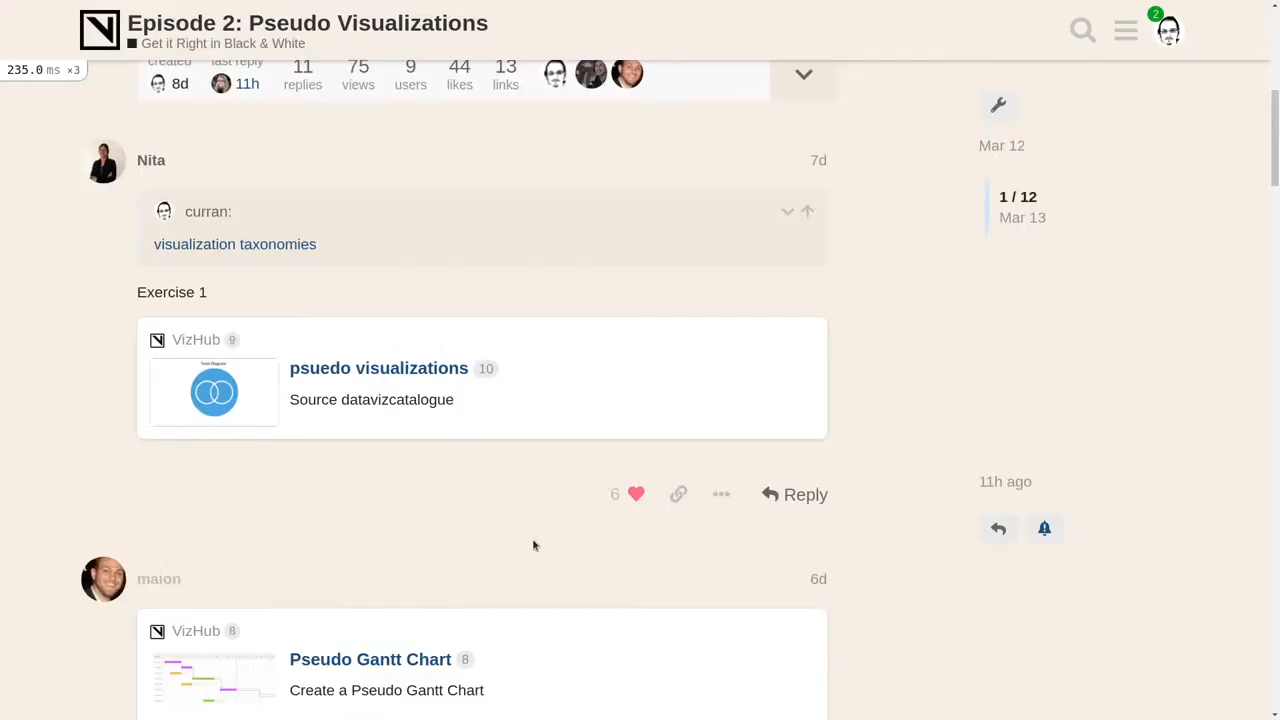 Episode 2: Pseudo Visualizations
Get it Right in Black & White
2
235.0 ms ×3
created
last reply
11
75
9
44
13
8d
11h
replies
views
users
likes
links
Mar 12
Nita
7d
1 / 12
Mar 13
curran:
visualization taxonomies
Exercise 1
VizHub 9
Venn Diagram
psuedo visualizations 10
Source datavizcatalogue
11h ago
6
Reply
maion
6d
VizHub 8
Pseudo Gantt Chart 8
Create a Pseudo Gantt Chart